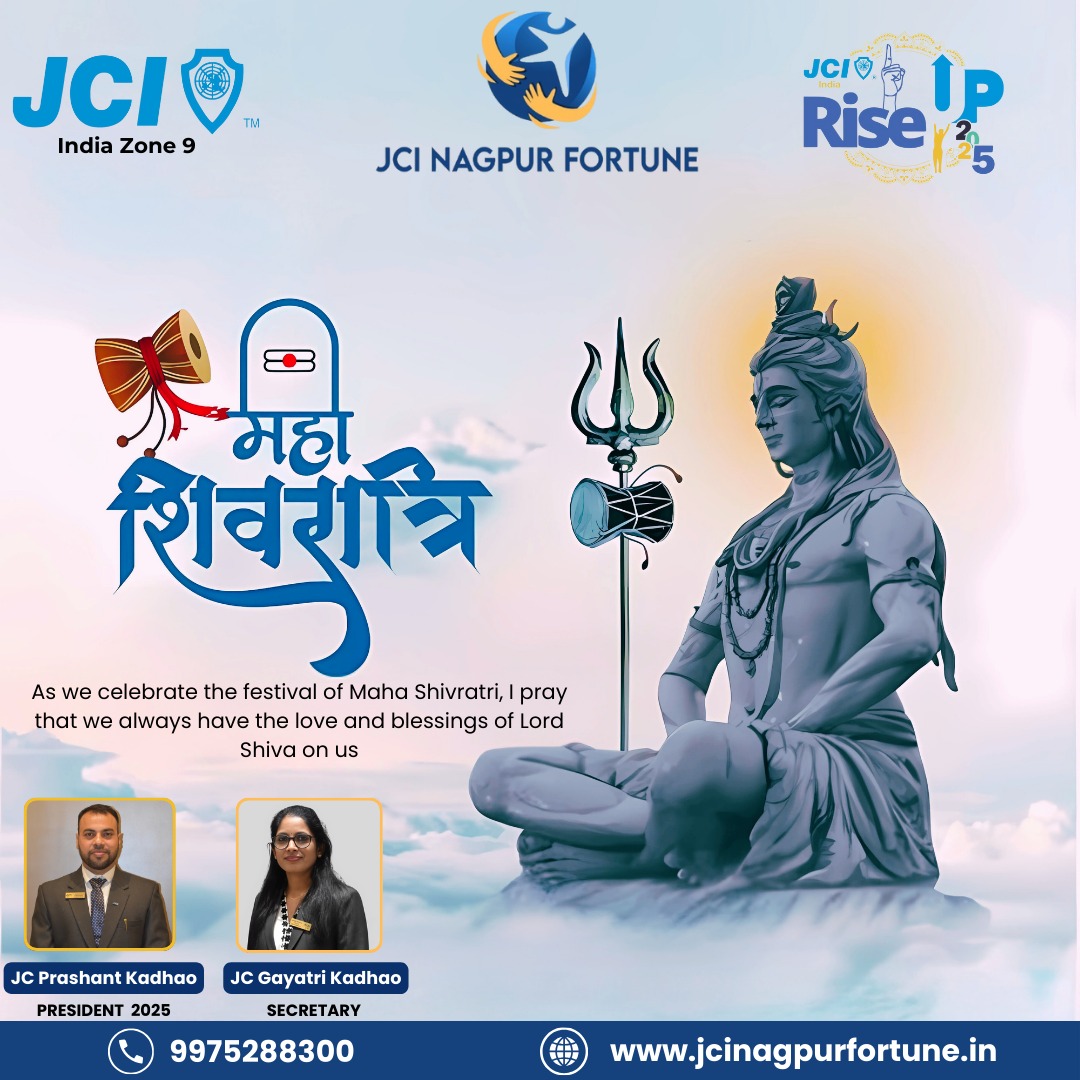 JCI
TM
India Zone 9
JCI NAGPUR FORTUNE
JCI
India
Rise UP
2025
महा
शिवरात्रि
As we celebrate the festival of Maha Shivratri, I pray
that we always have the love and blessings of Lord
Shiva on us
JC Prashant Kadhao
PRESIDENT 2025
JC Gayatri Kadhao
SECRETARY
9975288300
www.jcinagpurfortune.in